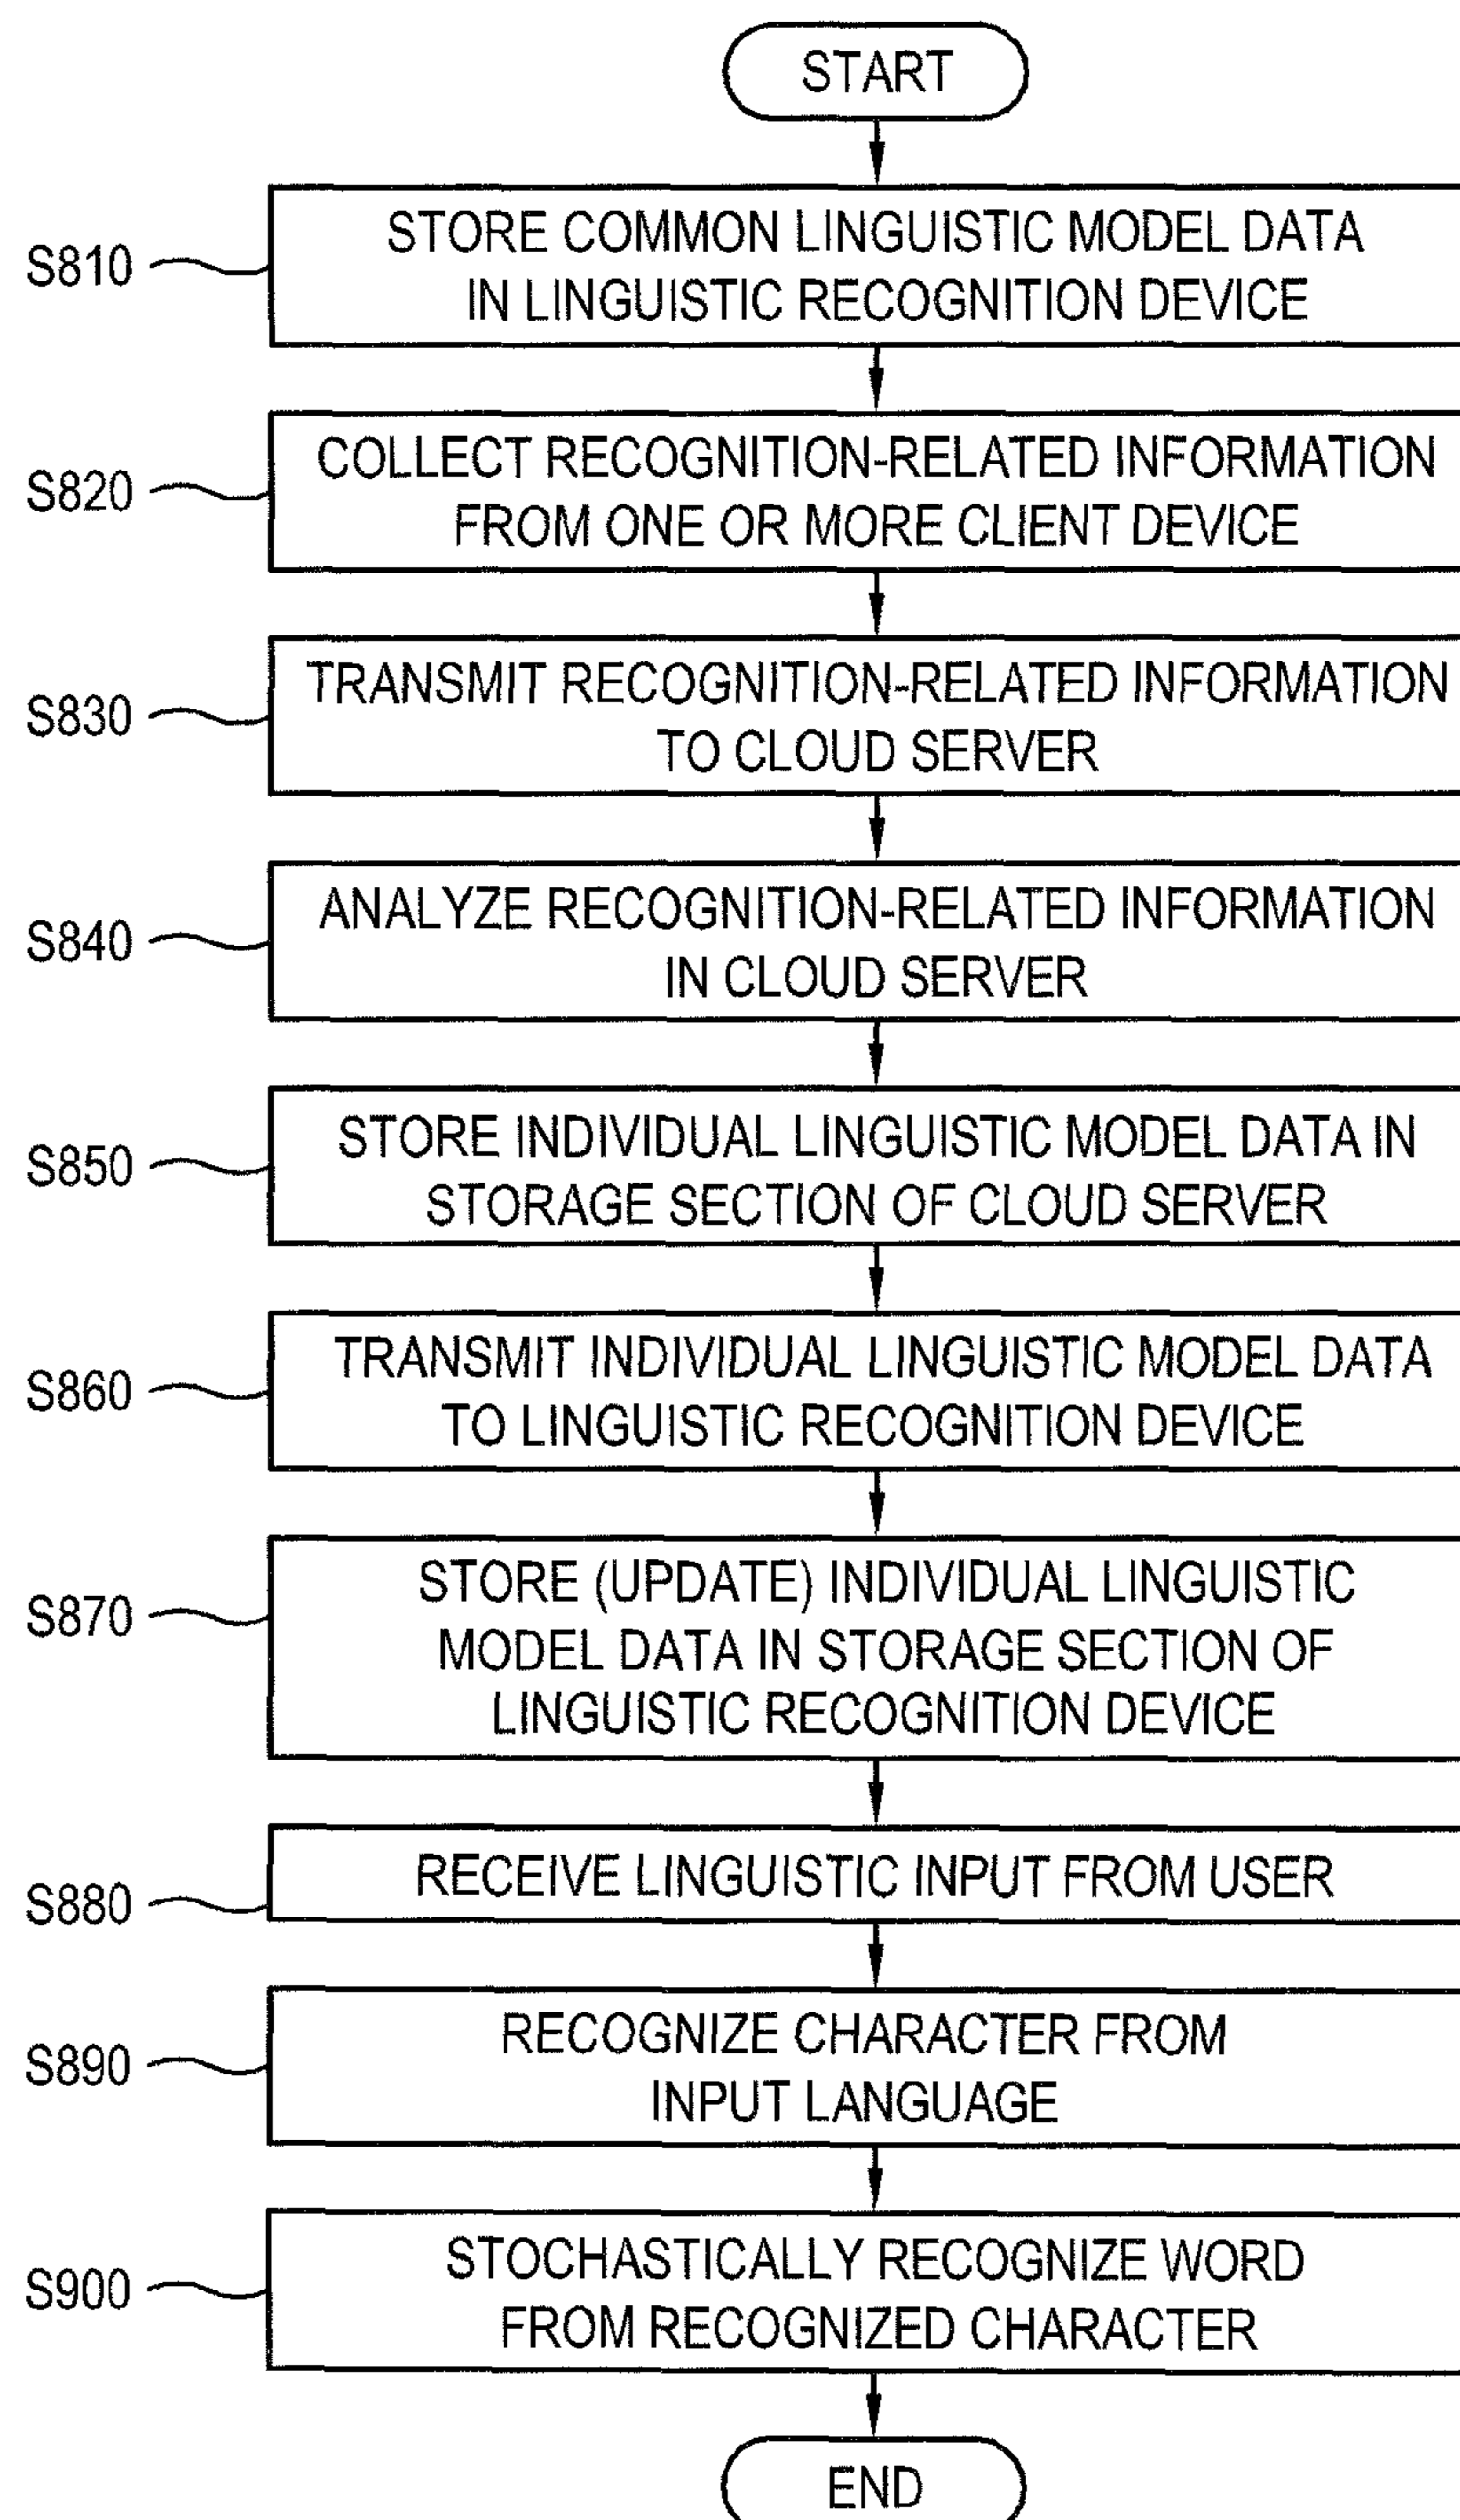 START
S810
STORE COMMON LINGUISTIC MODEL DATA
IN LINGUISTIC RECOGNITION DEVICE
S820
COLLECT RECOGNITION-RELATED INFORMATION
FROM ONE OR MORE CLIENT DEVICE
S830
TRANSMIT RECOGNITION-RELATED INFORMATION
TO CLOUD SERVER
S840
ANALYZE RECOGNITION-RELATED INFORMATION
IN CLOUD SERVER
S850
STORE INDIVIDUAL LINGUISTIC MODEL DATA IN
STORAGE SECTION OF CLOUD SERVER
S860
TRANSMIT INDIVIDUAL LINGUISTIC MODEL DATA
TO LINGUISTIC RECOGNITION DEVICE
S870
STORE (UPDATE) INDIVIDUAL LINGUISTIC
MODEL DATA IN STORAGE SECTION OF
LINGUISTIC RECOGNITION DEVICE
S880
RECEIVE LINGUISTIC INPUT FROM USER
S890
RECOGNIZE CHARACTER FROM
INPUT LANGUAGE
S900
STOCHASTICALLY RECOGNIZE WORD
FROM RECOGNIZED CHARACTER
END